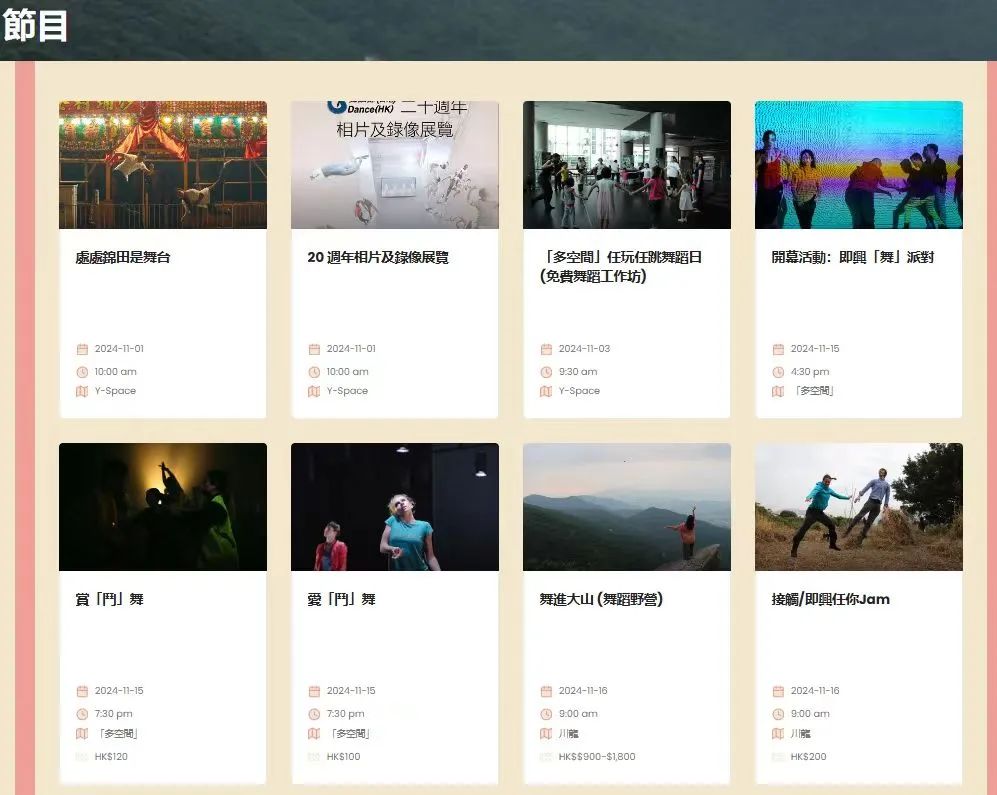 節目
Dance(HK) 二十週年
相片及錄像展覽
處處錦田是舞台
2024-11-01
10:00 am
Y-Space
20 週年相片及錄像展覽
2024-11-01
10:00 am
Y-Space
「多空間」任玩任跳舞蹈日
(免費舞蹈工作坊)
2024-11-03
9:30 am
Y-Space
開幕活動：即興「舞」派對
2024-11-15
4:30 pm
「多空間」
賞「鬥」舞
2024-11-15
7:30 pm
「多空間」
HK$120
愛「鬥」舞
2024-11-15
7:30 pm
「多空間」
HK$100
舞進大山 (舞蹈野營)
2024-11-16
9:00 am
川龍
HK$$900-$1,800
接觸/即興任你Jam
2024-11-16
9:00 am
川龍
HK$200